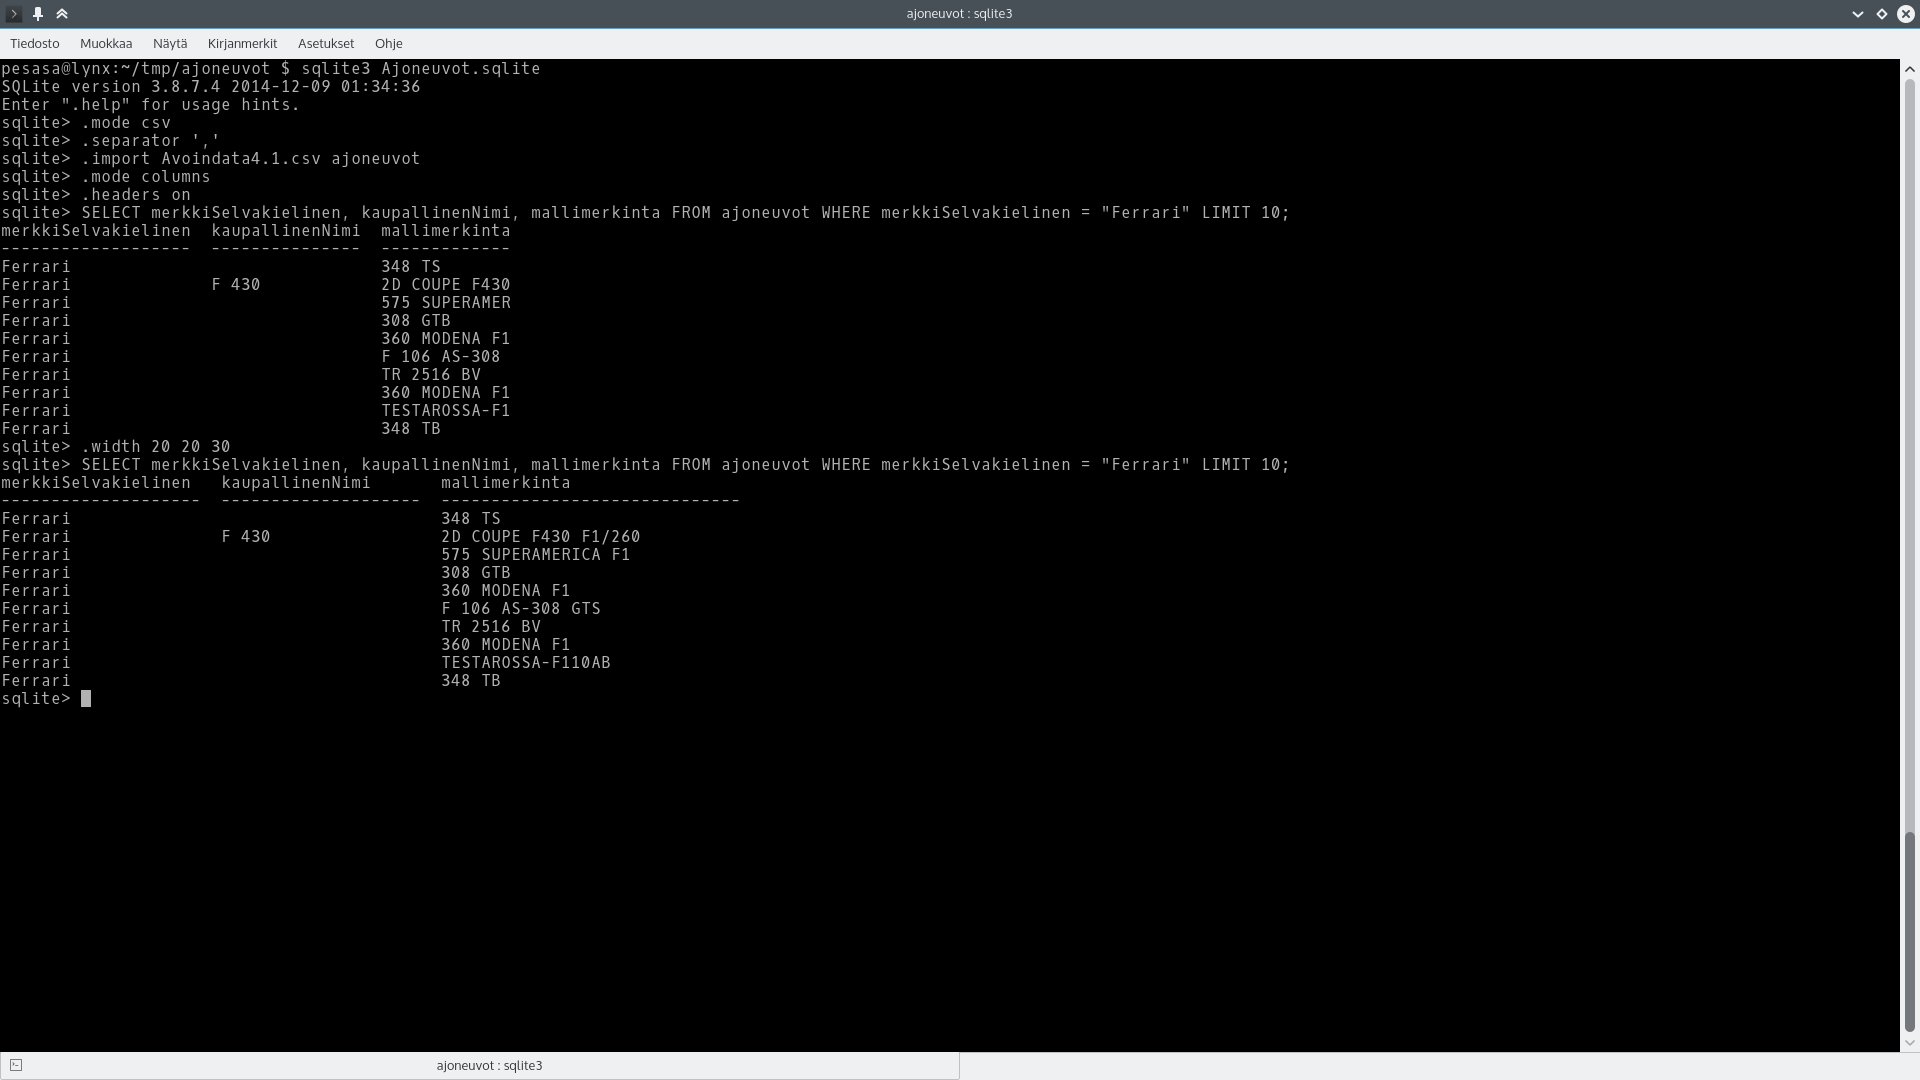 ajoneuvot : sqlite3
Tiedosto Muokkaa Näytä Kirjanmerkit Asetukset Ohje
pesasa@lynx:~/tmp/ajoneuvot $ sqlite3 Ajoneuvot.sqlite
SQLite version 3.8.7.4 2014-12-09 01:34:36
Enter ".help" for usage hints.
sqlite> .mode csv
sqlite> .separator ','
sqlite> .import Avoindata4.1.csv ajoneuvot
sqlite> .mode columns
sqlite> .headers on
sqlite> SELECT merkkiSelvakielinen, kaupallinenNimi, mallimerkinta FROM ajoneuvot WHERE merkkiSelvakielinen = "Ferrari" LIMIT 10;
merkkiSelvakielinen  kaupallinenNimi  mallimerkinta
-------------------  ---------------  -------------
Ferrari                               348 TS
Ferrari              F 430            2D COUPE F430
Ferrari                               575 SUPERAMER
Ferrari                               308 GTB
Ferrari                               360 MODENA F1
Ferrari                               F 106 AS-308
Ferrari                               TR 2516 BV
Ferrari                               360 MODENA F1
Ferrari                               TESTAROSSA-F1
Ferrari                               348 TB
sqlite> .width 20 20 30
sqlite> SELECT merkkiSelvakielinen, kaupallinenNimi, mallimerkinta FROM ajoneuvot WHERE merkkiSelvakielinen = "Ferrari" LIMIT 10;
merkkiSelvakielinen   kaupallinenNimi       mallimerkinta
--------------------  --------------------  ------------------------------
Ferrari                                     348 TS
Ferrari               F 430                 2D COUPE F430 F1/260
Ferrari                                     575 SUPERAMERICA F1
Ferrari                                     308 GTB
Ferrari                                     360 MODENA F1
Ferrari                                     F 106 AS-308 GTS
Ferrari                                     TR 2516 BV
Ferrari                                     360 MODENA F1
Ferrari                                     TESTAROSSA-F110AB
Ferrari                                     348 TB
sqlite>
ajoneuvot : sqlite3